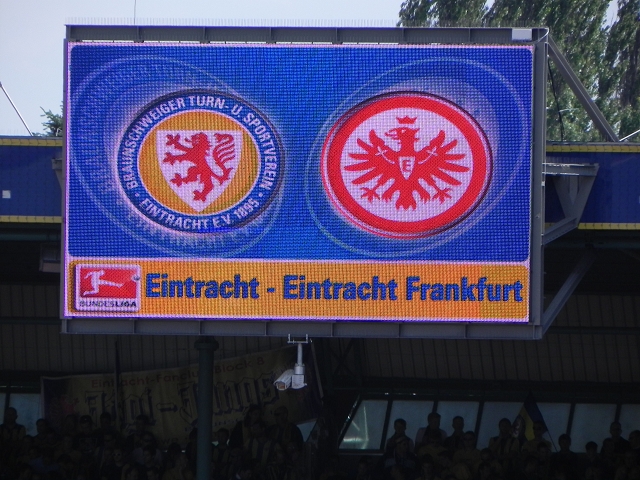 BRAUNSCHWEIGER TURN- U. SPORTVEREIN
EINTRACHT E.V. 1895
F
BUNDESLIGA
Eintracht - Eintracht Frankfurt